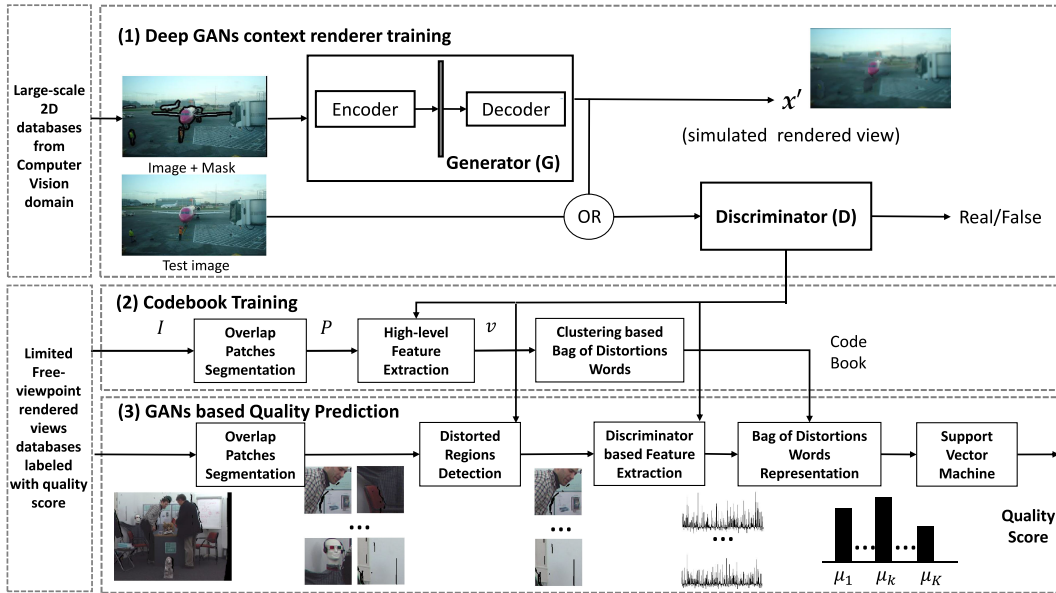 Large-scale
2D
databases
from
Computer
Vision
domain
(1) Deep GANs context renderer training
Image + Mask
Test image
Encoder
Decoder
Generator (G)
x′
(simulated rendered view)
OR
Discriminator (D)
Real/False
Limited
Free-
viewpoint
rendered
views
databases
labeled
with quality
score
(2) Codebook Training
I
Overlap
Patches
Segmentation
P
High-level
Feature
Extraction
v
Clustering based
Bag of Distortions
Words
Code
Book
(3) GANs based Quality Prediction
Overlap
Patches
Segmentation
Distorted
Regions
Detection
Discriminator
based Feature
Extraction
Bag of Distortions
Words
Representation
Support
Vector
Machine
Quality
Score
μ1 μk μK